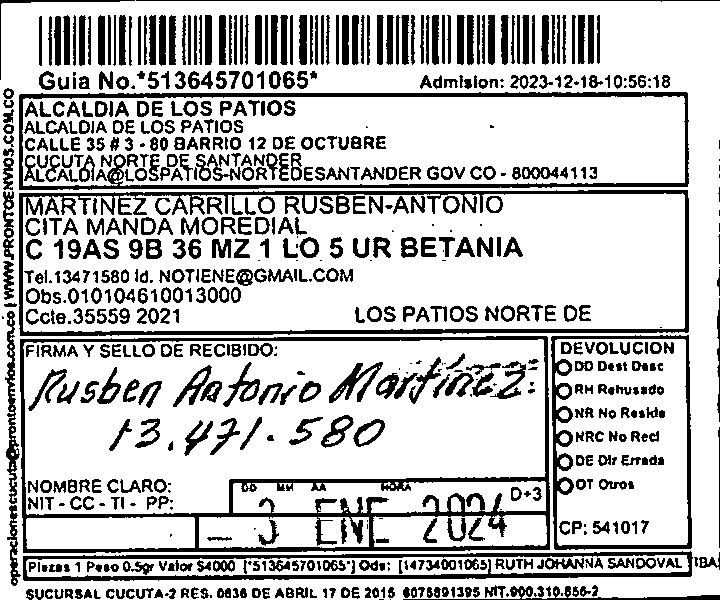 Guia No.*513645701065*
Admision: 2023-12-18-10:56:18
ALCALDIA DE LOS PATIOS
ALCALDIA DE LOS PATIOS
CALLE 35 # 3 - 80 BARRIO 12 DE OCTUBRE
CUCUTA NORTE DE SANTANDER
ALCALDIA@LOSPATIOS-NORTEDESANTANDER GOV CO - 800044113
MARTINEZ CARRILLO RUSBEN-ANTONIO
CITA MANDA MOREDIAL
C 19AS 9B 36 MZ 1 LO 5 UR BETANIA
Tel.13471580 Id. NOTIENE@GMAIL.COM
Obs.010104610013000
Ccte.35559 2021
LOS PATIOS NORTE DE
FIRMA Y SELLO DE RECIBIDO:
Rusben Antonio Martínez.
13.471.580
NOMBRE CLARO:
NIT - CC - TI - PP:
DD MM AA HORA
D+3
3 ENE 2024
DEVOLUCION
DD Dest Desc
RH Rehusado
NR No Reside
NRC No Recl
DE Dir Errada
OT Otros
CP: 541017
Piezas 1 Peso 0.5gr Valor $4000 [*513645701065*] Ods: [14734001065] RUTH JOHANNA SANDOVAL
SUCURSAL CUCUTA-2 RES. 0636 DE ABRIL 17 DE 2015 6075891395 NIT.900.310.856-2
operacionescucuta@prontoenvios.com.co | WWW.PRONTOENVIOS.COM.CO